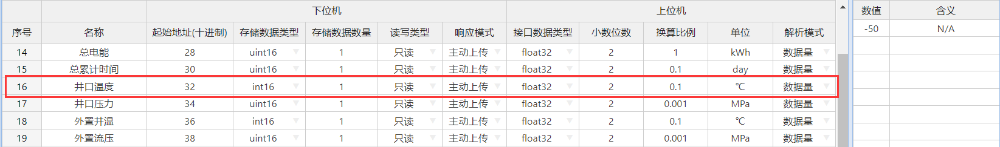 下位机 上位机 数值 含义
序号 名称 起始地址(十进制) 存储数据类型 存储数据数量 读写类型 响应模式 接口数据类型 小数位数 换算比例 单位 解析模式 -50 N/A
14 总电能 28 uint16 1 只读 主动上传 float32 2 1 kWh 数据量
15 总累计时间 30 uint16 1 只读 主动上传 float32 2 0.1 day 数据量
16 井口温度 32 int16 1 只读 主动上传 float32 2 0.1 ℃ 数据量
17 井口压力 34 uint16 1 只读 主动上传 float32 2 0.001 MPa 数据量
18 外置井温 36 int16 1 只读 主动上传 float32 2 0.1 ℃ 数据量
19 外置流压 38 uint16 1 只读 主动上传 float32 2 0.001 MPa 数据量